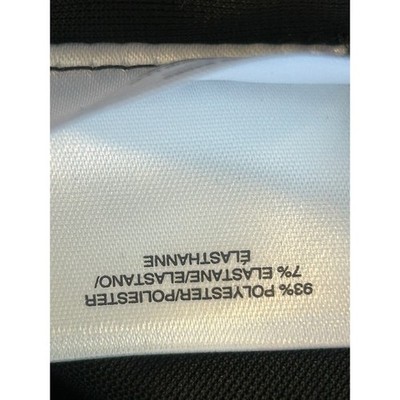 93% POLYESTER/POLIESTER
7% ELASTANE/ELASTANO/
ÉLASTHANNE